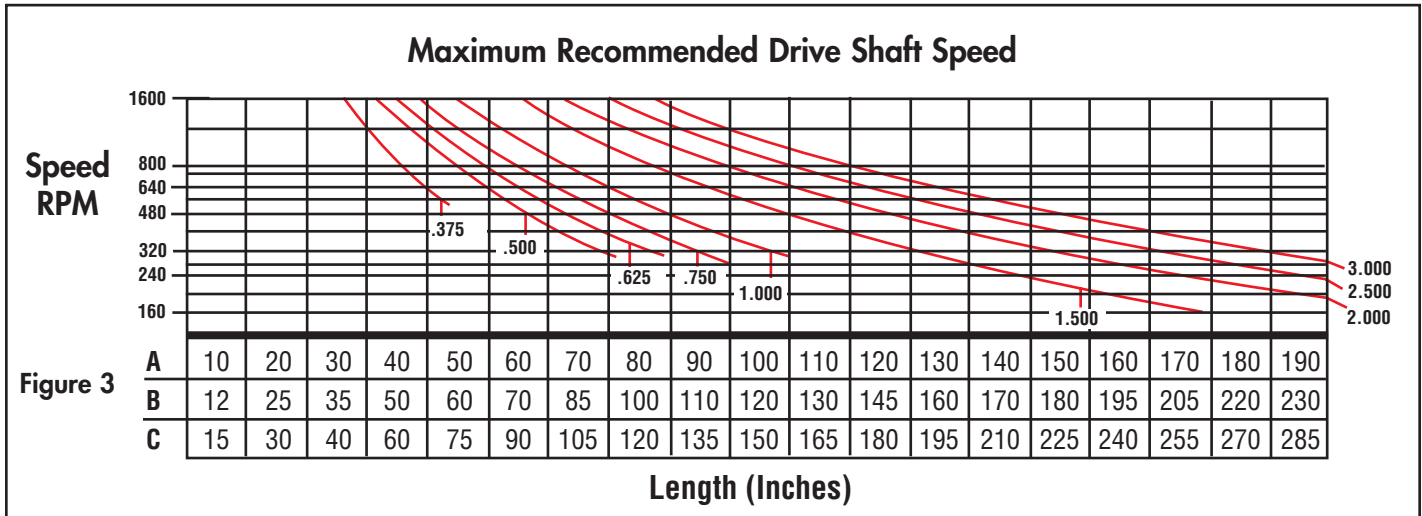 Maximum Recommended Drive Shaft Speed
Speed
RPM
1600
800
640
480
320
240
160
.375
.500
.625
.750
1.000
1.500
3.000
2.500
2.000
Figure 3
A 10 20 30 40 50 60 70 80 90 100 110 120 130 140 150 160 170 180 190
B 12 25 35 50 60 70 85 100 110 120 130 145 160 170 180 195 205 220 230
C 15 30 40 60 75 90 105 120 135 150 165 180 195 210 225 240 255 270 285
Length (Inches)